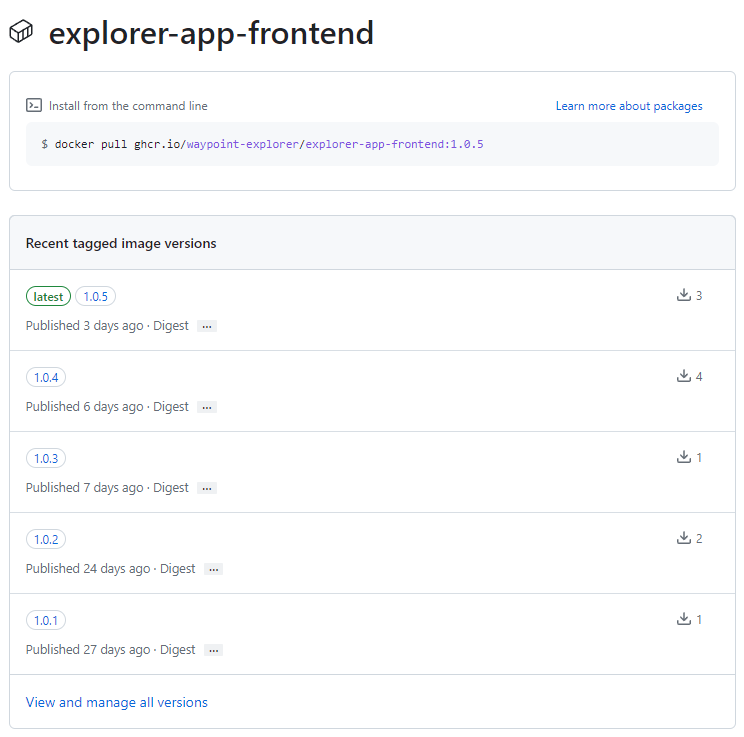 explorer-app-frontend
Install from the command line
Learn more about packages
$ docker pull ghcr.io/waypoint-explorer/explorer-app-frontend:1.0.5
Recent tagged image versions
latest 1.0.5 3
Published 3 days ago · Digest ...
1.0.4 4
Published 6 days ago · Digest ...
1.0.3 1
Published 7 days ago · Digest ...
1.0.2 2
Published 24 days ago · Digest ...
1.0.1 1
Published 27 days ago · Digest ...
View and manage all versions